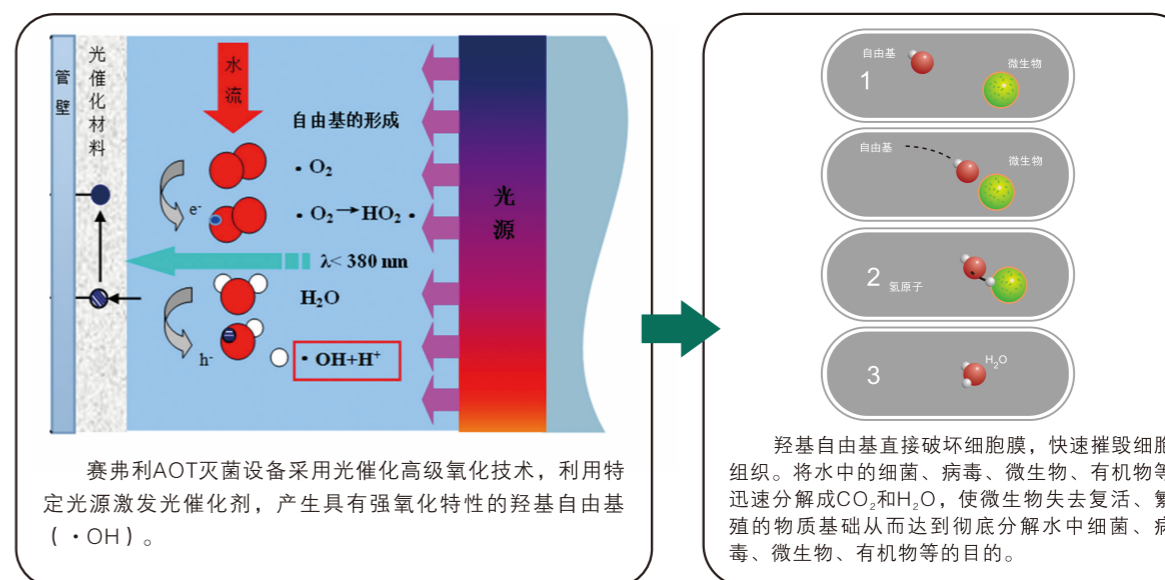 管壁
光催化材料
水流
自由基的形成
· O₂
e⁻
· O₂→HO₂ ·
λ< 380 nm
H₂O
h⁻
· OH+H⁺
光源
赛弗利AOT灭菌设备采用光催化高级氧化技术，利用特
定光源激发光催化剂，产生具有强氧化特性的羟基自由基
（·OH）。
自由基
微生物
1
自由基
微生物
2
氢原子
3
H₂O
羟基自由基直接破坏细胞膜，快速摧毁细胞
组织。将水中的细菌、病毒、微生物、有机物等
迅速分解成CO₂和H₂O，使微生物失去复活、繁
殖的物质基础从而达到彻底分解水中细菌、病
毒、微生物、有机物等的目的。